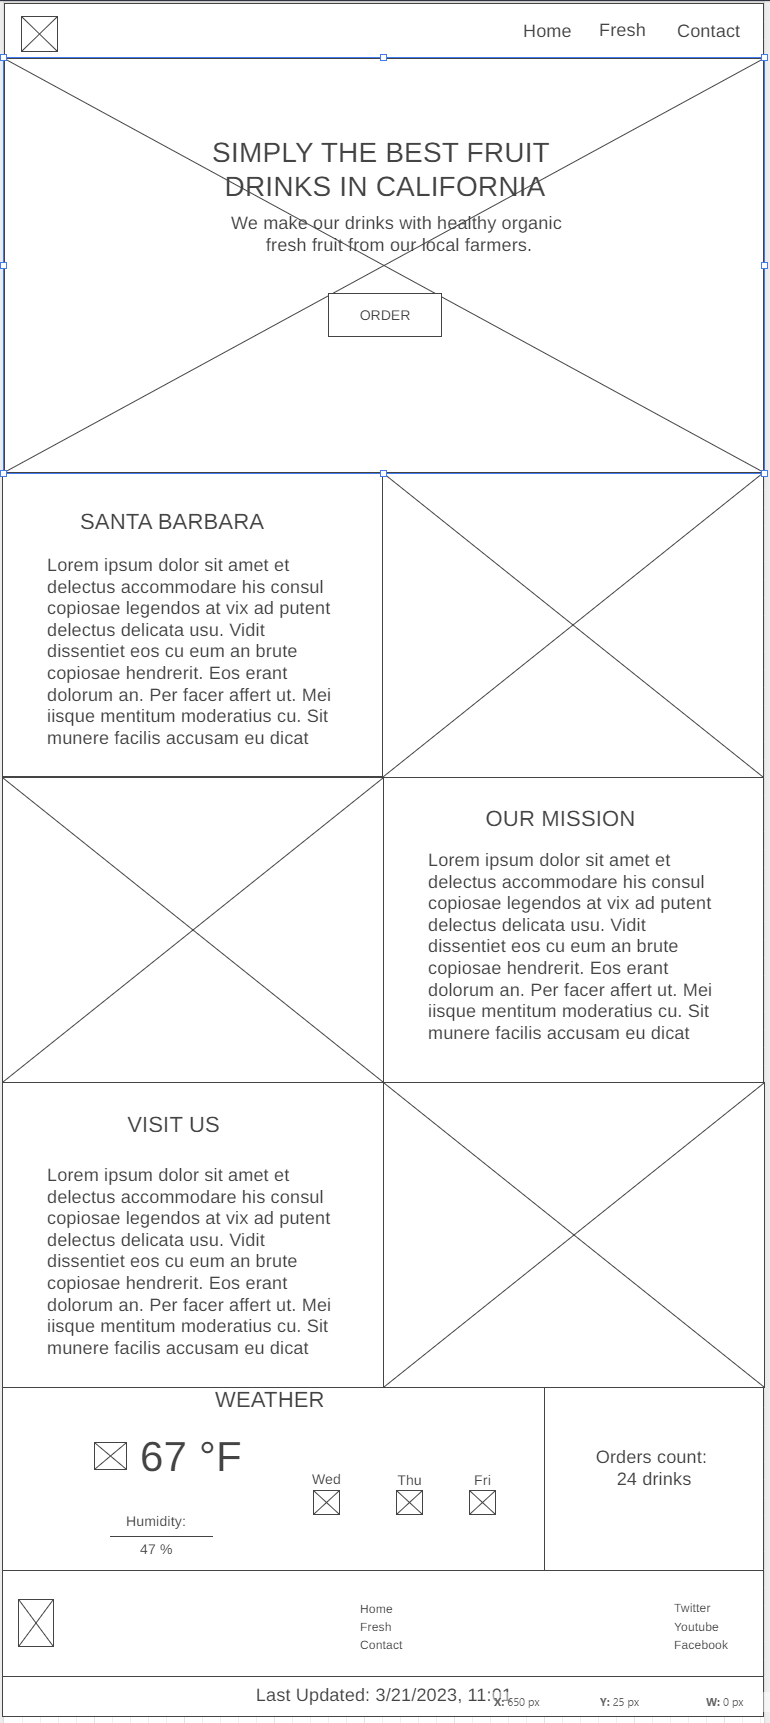 Home Fresh Contact
SIMPLY THE BEST FRUIT
DRINKS IN CALIFORNIA
We make our drinks with healthy organic
fresh fruit from our local farmers.
ORDER
SANTA BARBARA
Lorem ipsum dolor sit amet et
delectus accommodare his consul
copiosae legendos at vix ad putent
delectus delicata usu. Vidit
dissentiet eos cu eum an brute
copiosae hendrerit. Eos erant
dolorum an. Per facer affert ut. Mei
iisque mentitum moderatius cu. Sit
munere facilis accusam eu dicat
OUR MISSION
Lorem ipsum dolor sit amet et
delectus accommodare his consul
copiosae legendos at vix ad putent
delectus delicata usu. Vidit
dissentiet eos cu eum an brute
copiosae hendrerit. Eos erant
dolorum an. Per facer affert ut. Mei
iisque mentitum moderatius cu. Sit
munere facilis accusam eu dicat
VISIT US
Lorem ipsum dolor sit amet et
delectus accommodare his consul
copiosae legendos at vix ad putent
delectus delicata usu. Vidit
dissentiet eos cu eum an brute
copiosae hendrerit. Eos erant
dolorum an. Per facer affert ut. Mei
iisque mentitum moderatius cu. Sit
munere facilis accusam eu dicat
WEATHER
67 °F
Wed Thu Fri
Humidity:
47 %
Orders count:
24 drinks
Home
Fresh
Contact
Twitter
Youtube
Facebook
Last Updated: 3/21/2023, 11:01
X: 650 px Y: 25 px W: 0 px